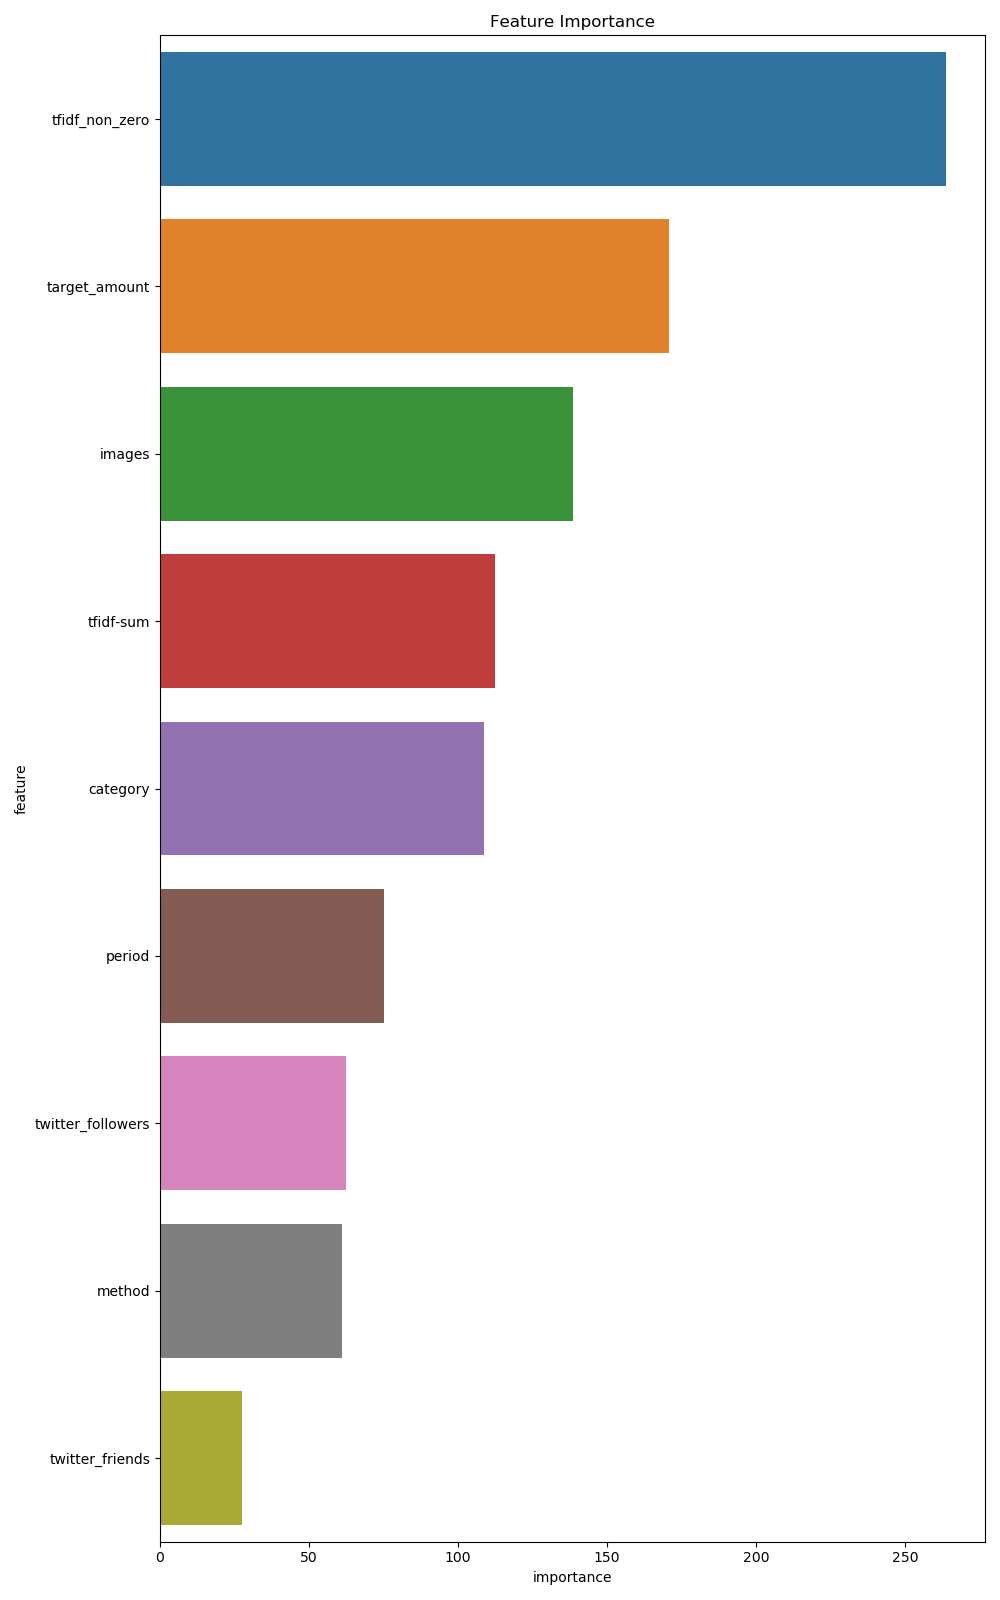 Feature Importance
tfidf_non_zero
target_amount
images
tfidf-sum
category
period
twitter_followers
method
twitter_friends
feature
0 50 100 150 200 250
importance